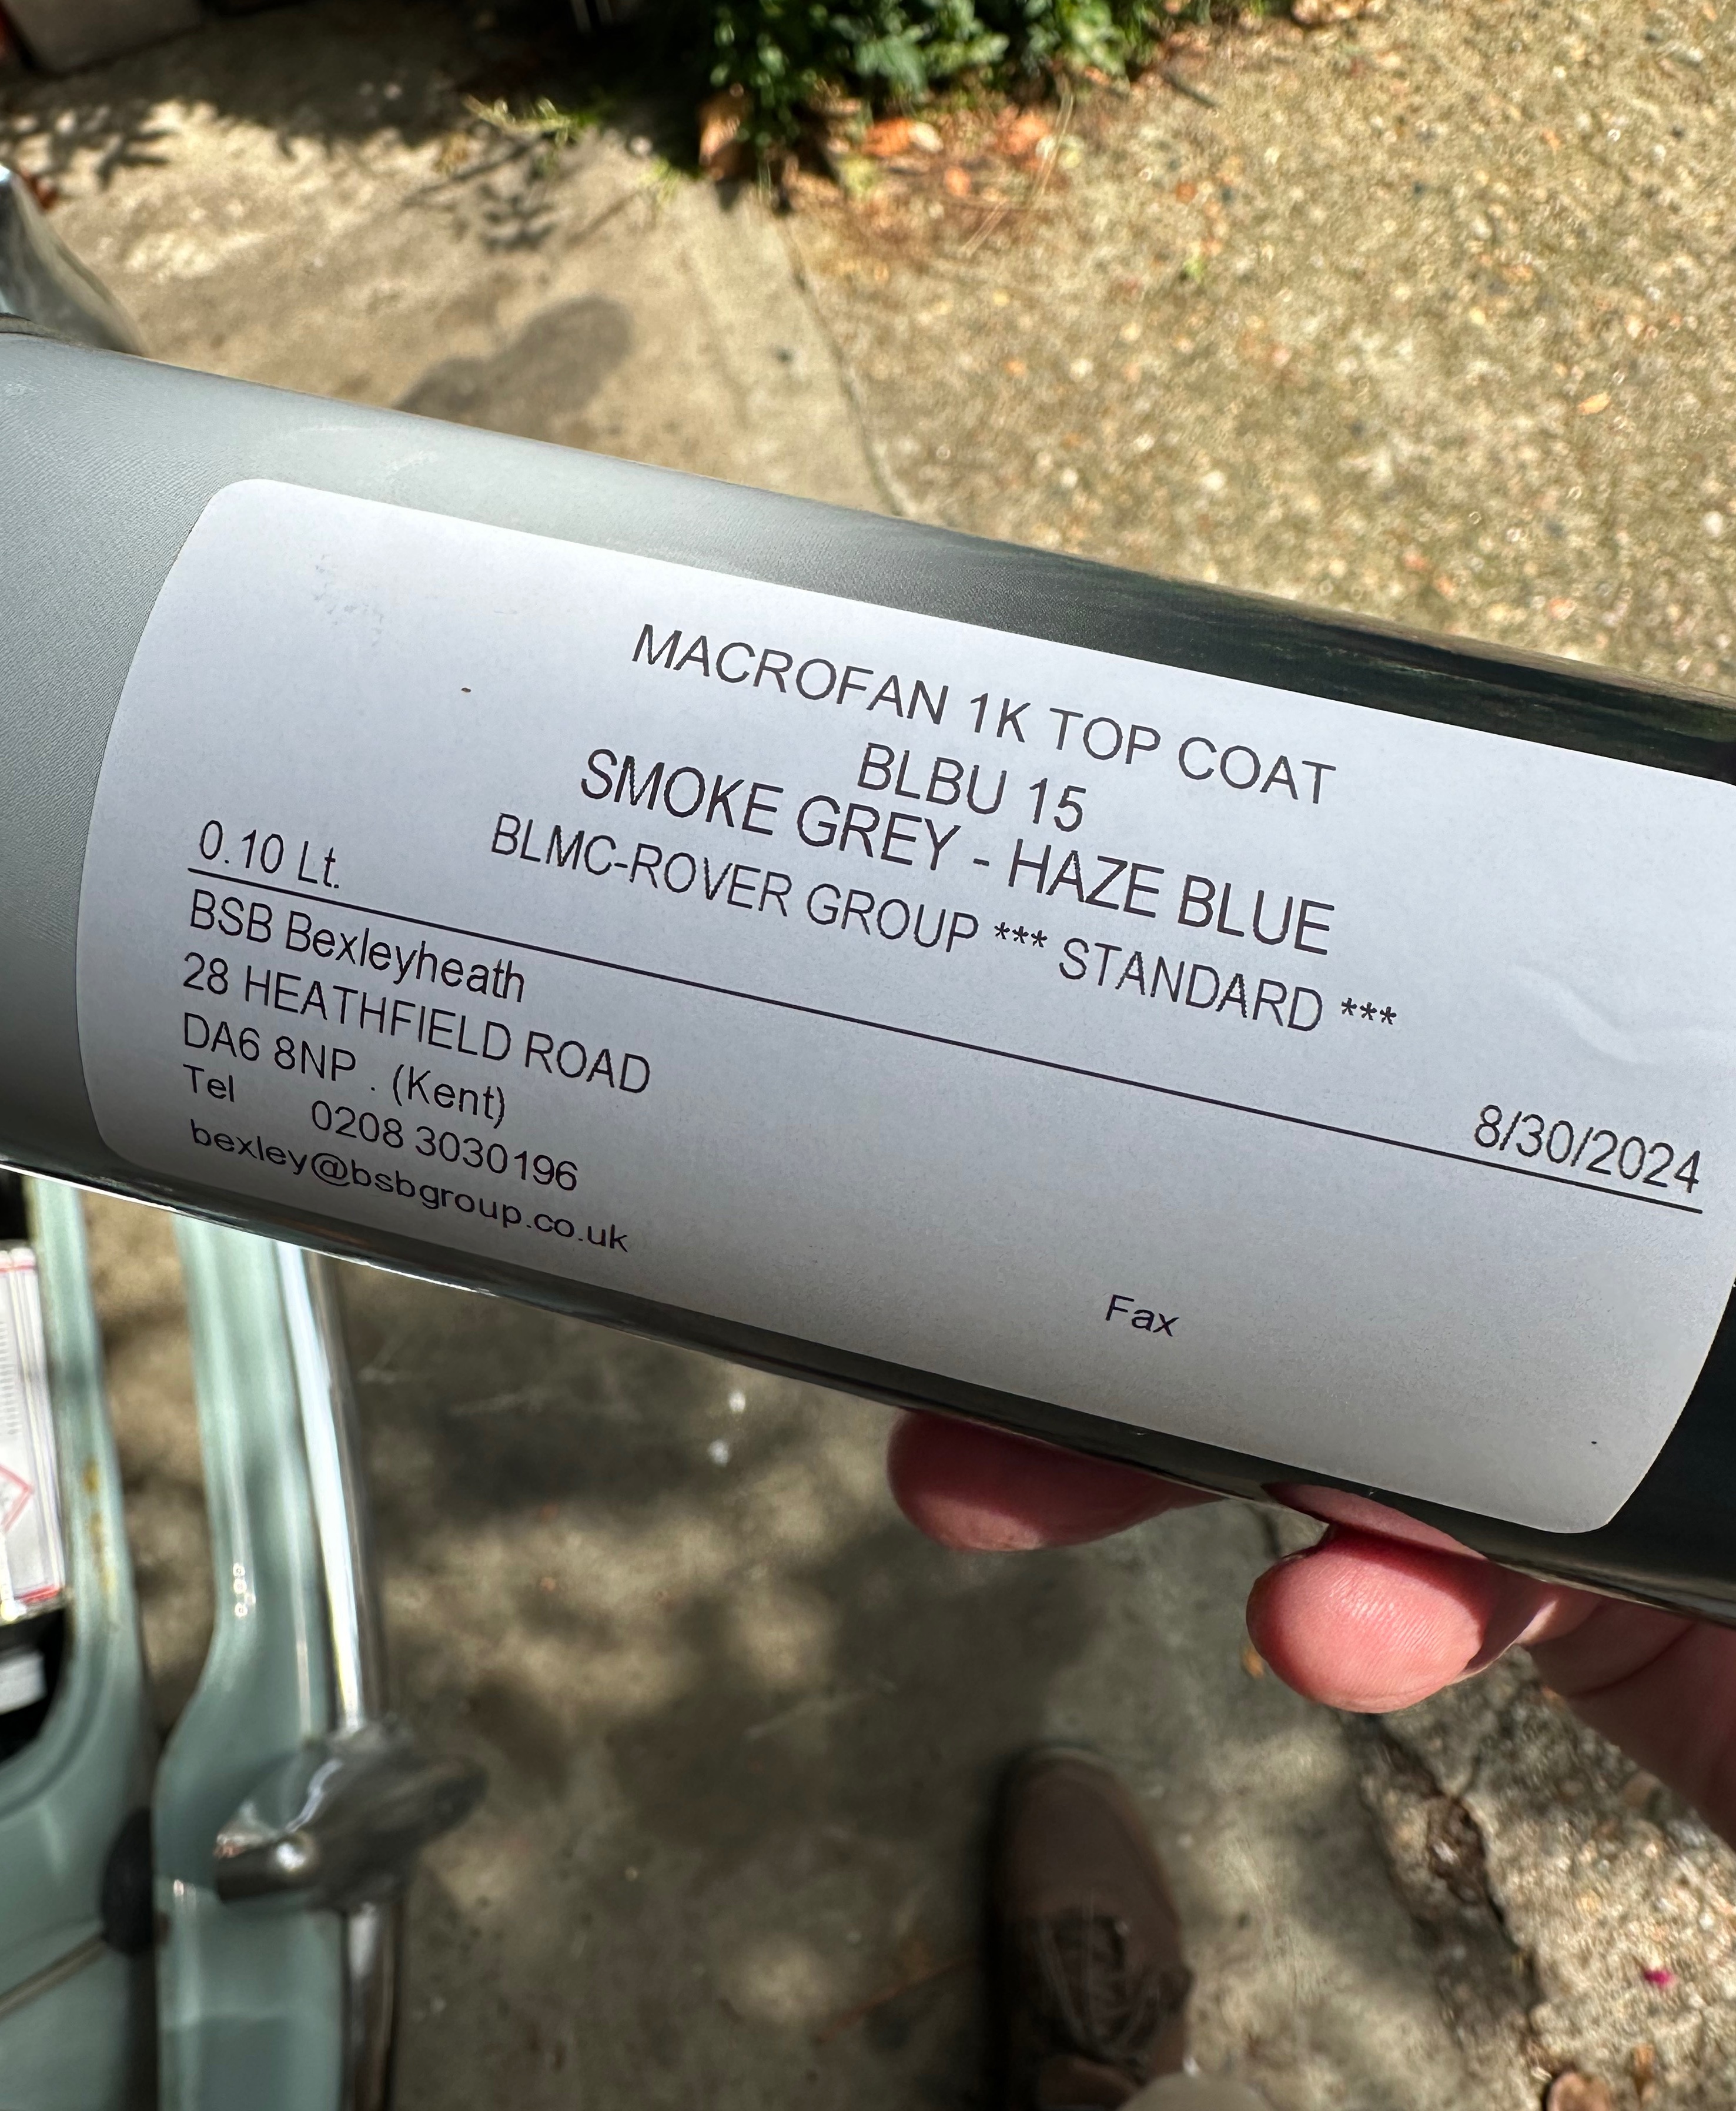 MACROFAN 1K TOP COAT
BLBU 15
SMOKE GREY - HAZE BLUE
BLMC-ROVER GROUP *** STANDARD ***
0.10 Lt.
8/30/2024
BSB Bexleyheath
28 HEATHFIELD ROAD
DA6 8NP . (Kent)
Tel 0208 3030196
Fax
bexley@bsbgroup.co.uk